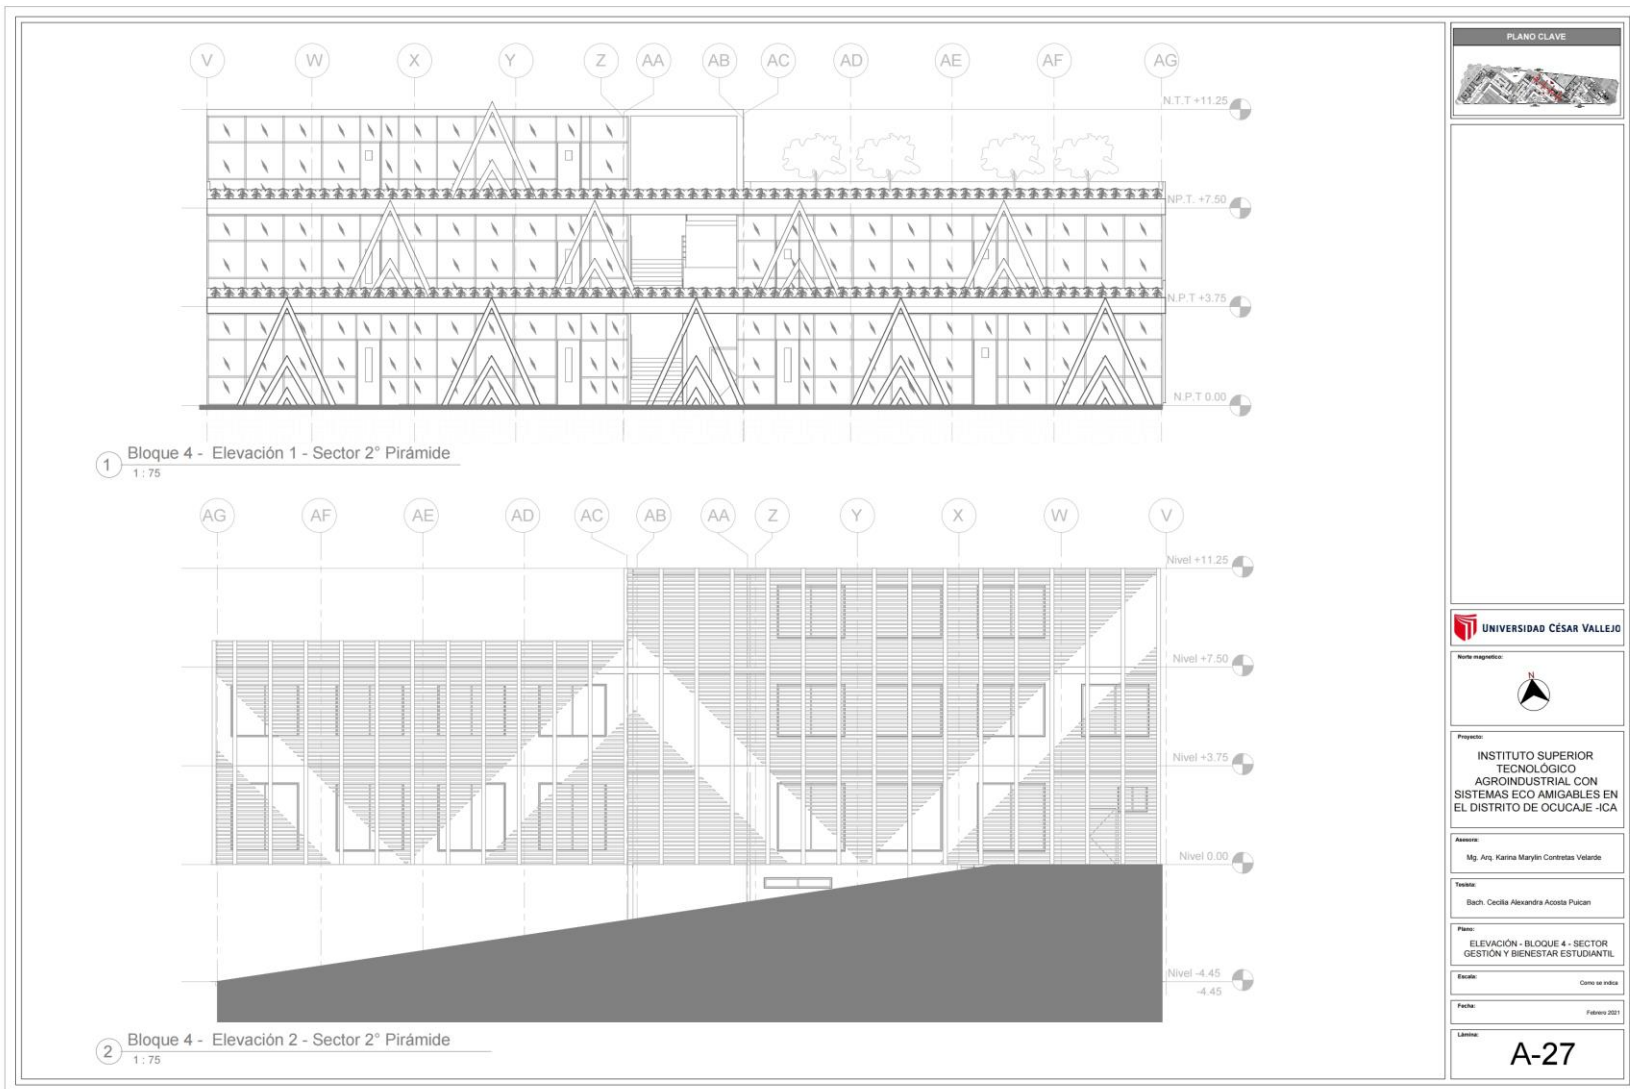 V W X Y Z AA AB AC AD AE AF AG
N.T.T +11.25
NP.T. +7.50
N.P.T +3.75
N.P.T 0.00
1 Bloque 4 - Elevación 1 - Sector 2° Pirámide
1 : 75
AG AF AE AD AC AB AA Z Y X W V
Nivel +11.25
Nivel +7.50
Nivel +3.75
Nivel 0.00
Nivel -4.45
-4.45
2 Bloque 4 - Elevación 2 - Sector 2° Pirámide
1 : 75
PLANO CLAVE
UNIVERSIDAD CÉSAR VALLEJO
Norte magnetico:
N
Proyecto:
INSTITUTO SUPERIOR
TECNOLÓGICO
AGROINDUSTRIAL CON
SISTEMAS ECO AMIGABLES EN
EL DISTRITO DE OCUCAJE -ICA
Asesora:
Mg. Arq. Karina Marylin Contretas Velarde
Tesista:
Bach. Cecilia Alexandra Acosta Puican
Plano:
ELEVACIÓN - BLOQUE 4 - SECTOR
GESTIÓN Y BIENESTAR ESTUDIANTIL
Escala:
Como se indica
Fecha:
Febrero 2021
Lámina:
A-27